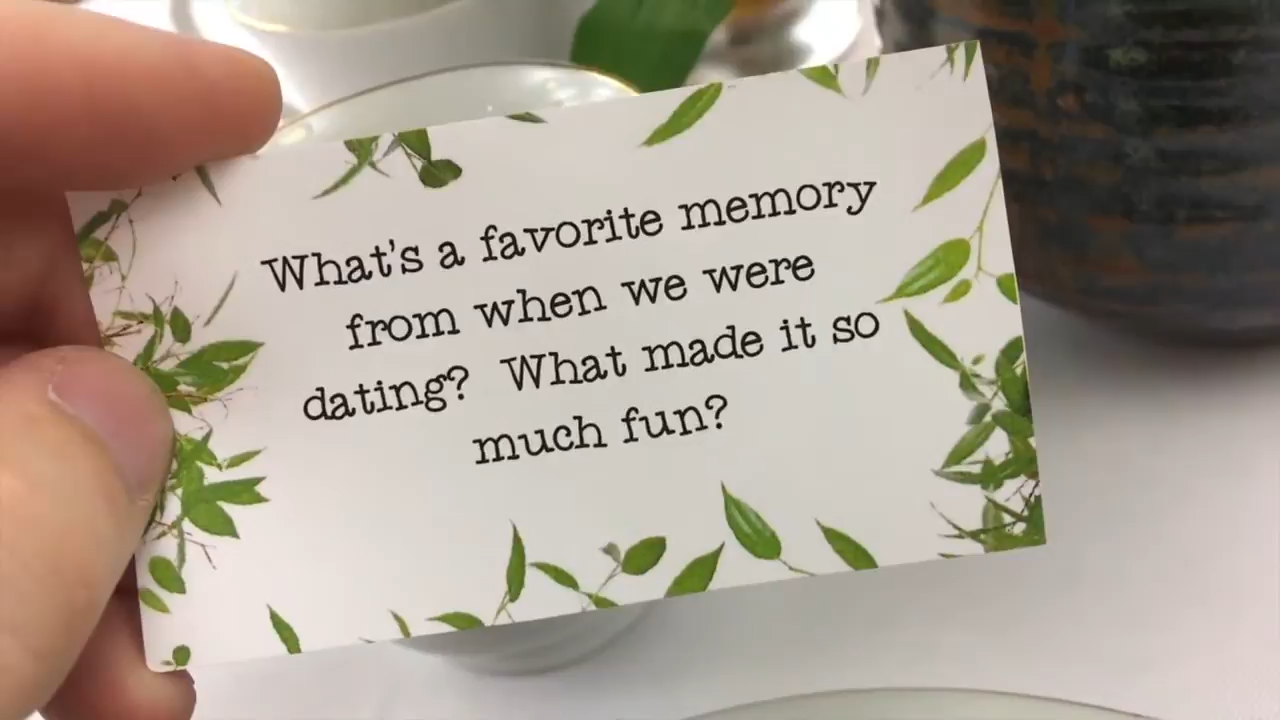 What's a favorite memory
from when we were
dating? What made it so
much fun?